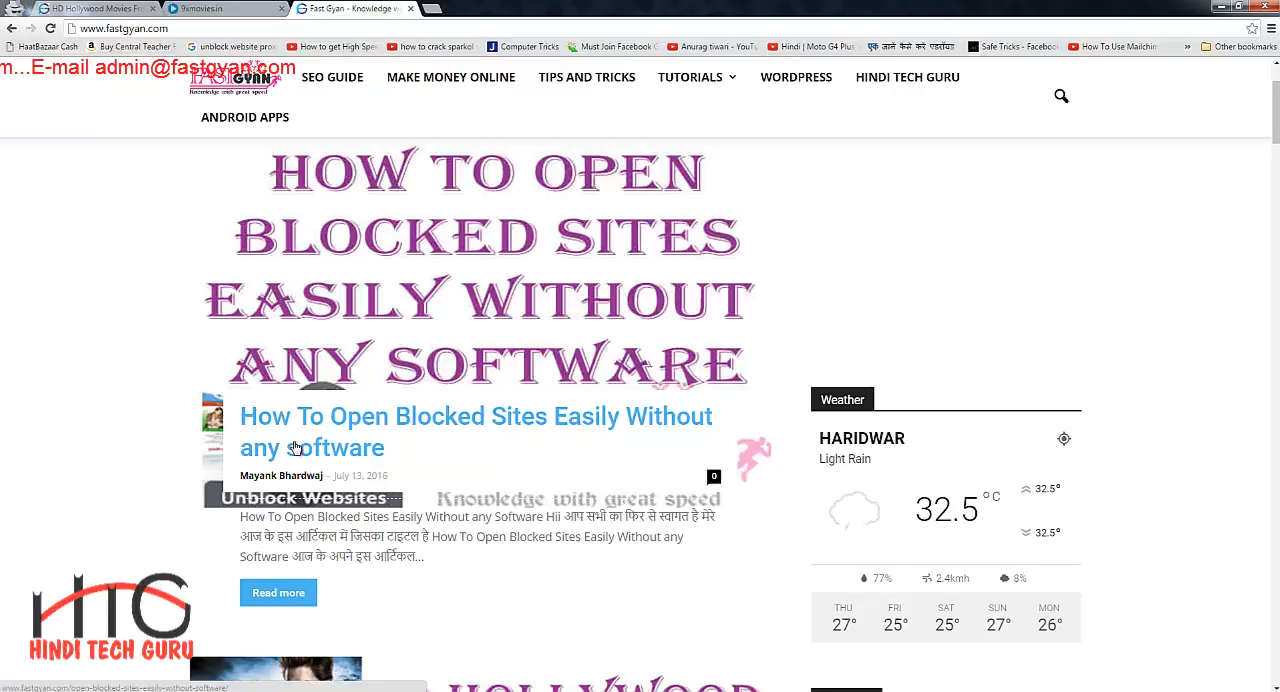 HD Hollywood Movies Fr
9xmovies.in
Fast Gyan - Knowledge w
www.fastgyan.com
HaatBazaar Cash
Buy Central Teacher E
unblock website prox
How to get High Spee
how to crack sparkol
Computer Tricks
Must Join Facebook G
Anurag tiwari - YouTu
Hindi | Moto G4 Plus
एक जानें कैसे करें एंडरॉयड
Safe Tricks - Faceboo
How To Use Mailchim
»
Other bookmarks
m...E-mail admin@fastgyan.com
FAST GYAN
Knowledge with great speed
SEO GUIDE
MAKE MONEY ONLINE
TIPS AND TRICKS
TUTORIALS
WORDPRESS
HINDI TECH GURU
ANDROID APPS
HOW TO OPEN
BLOCKED SITES
EASILY WITHOUT
ANY SOFTWARE
How To Open Blocked Sites Easily Without
any software
Mayank Bhardwaj - July 13, 2016
0
Unblock Websites
Knowledge with great speed
How To Open Blocked Sites Easily Without any Software Hii आप सभी का फिर से स्वागत है मेरे
आज के इस आर्टिकल में जिसका टाइटल है How To Open Blocked Sites Easily Without any
Software आज के अपने इस आर्टिकल...
Read more
Weather
HARIDWAR
Light Rain
32.5°C
32.5°
32.5°
77%
2.4kmh
8%
THU FRI SAT SUN MON
27° 25° 25° 27° 26°
HTG
HINDI TECH GURU
HOLLYWOOD
www.fastgyan.com/open-blocked-sites-easily-without-software/